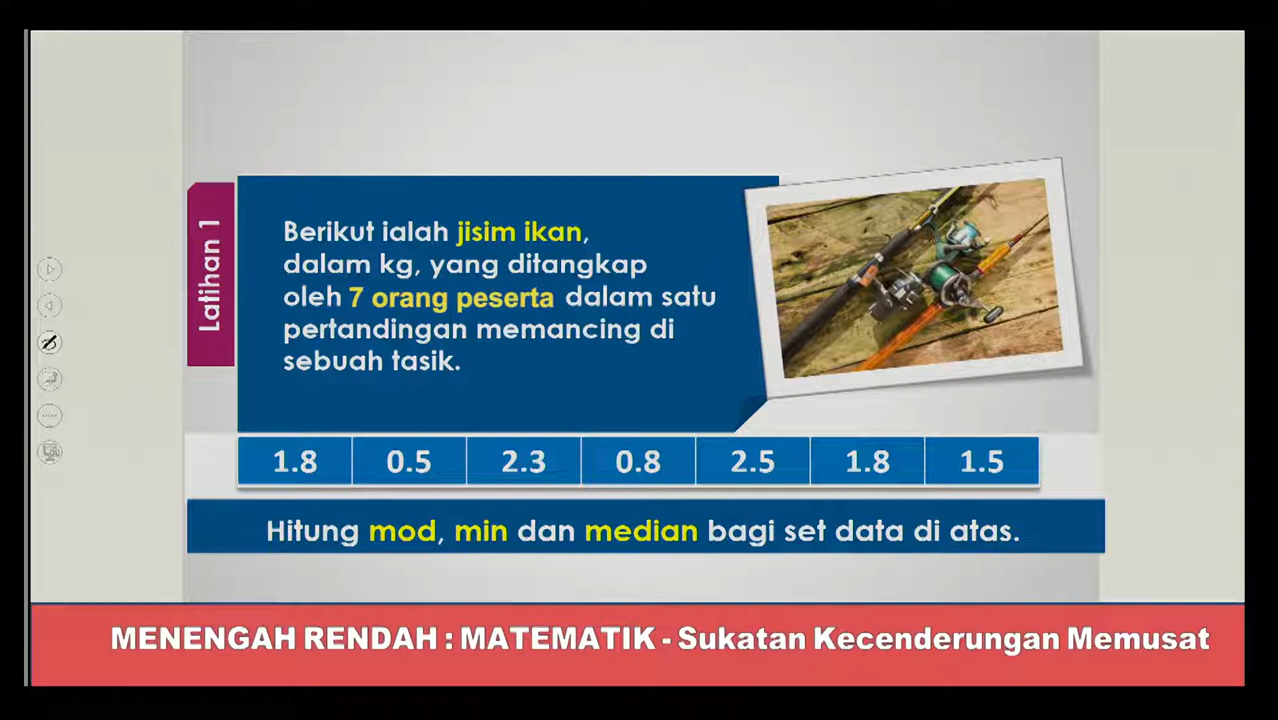 Latihan 1
Berikut ialah jisim ikan,
dalam kg, yang ditangkap
oleh 7 orang peserta dalam satu
pertandingan memancing di
sebuah tasik.
1.8 0.5 2.3 0.8 2.5 1.8 1.5
Hitung mod, min dan median bagi set data di atas.
MENENGAH RENDAH : MATEMATIK - Sukatan Kecenderungan Memusat